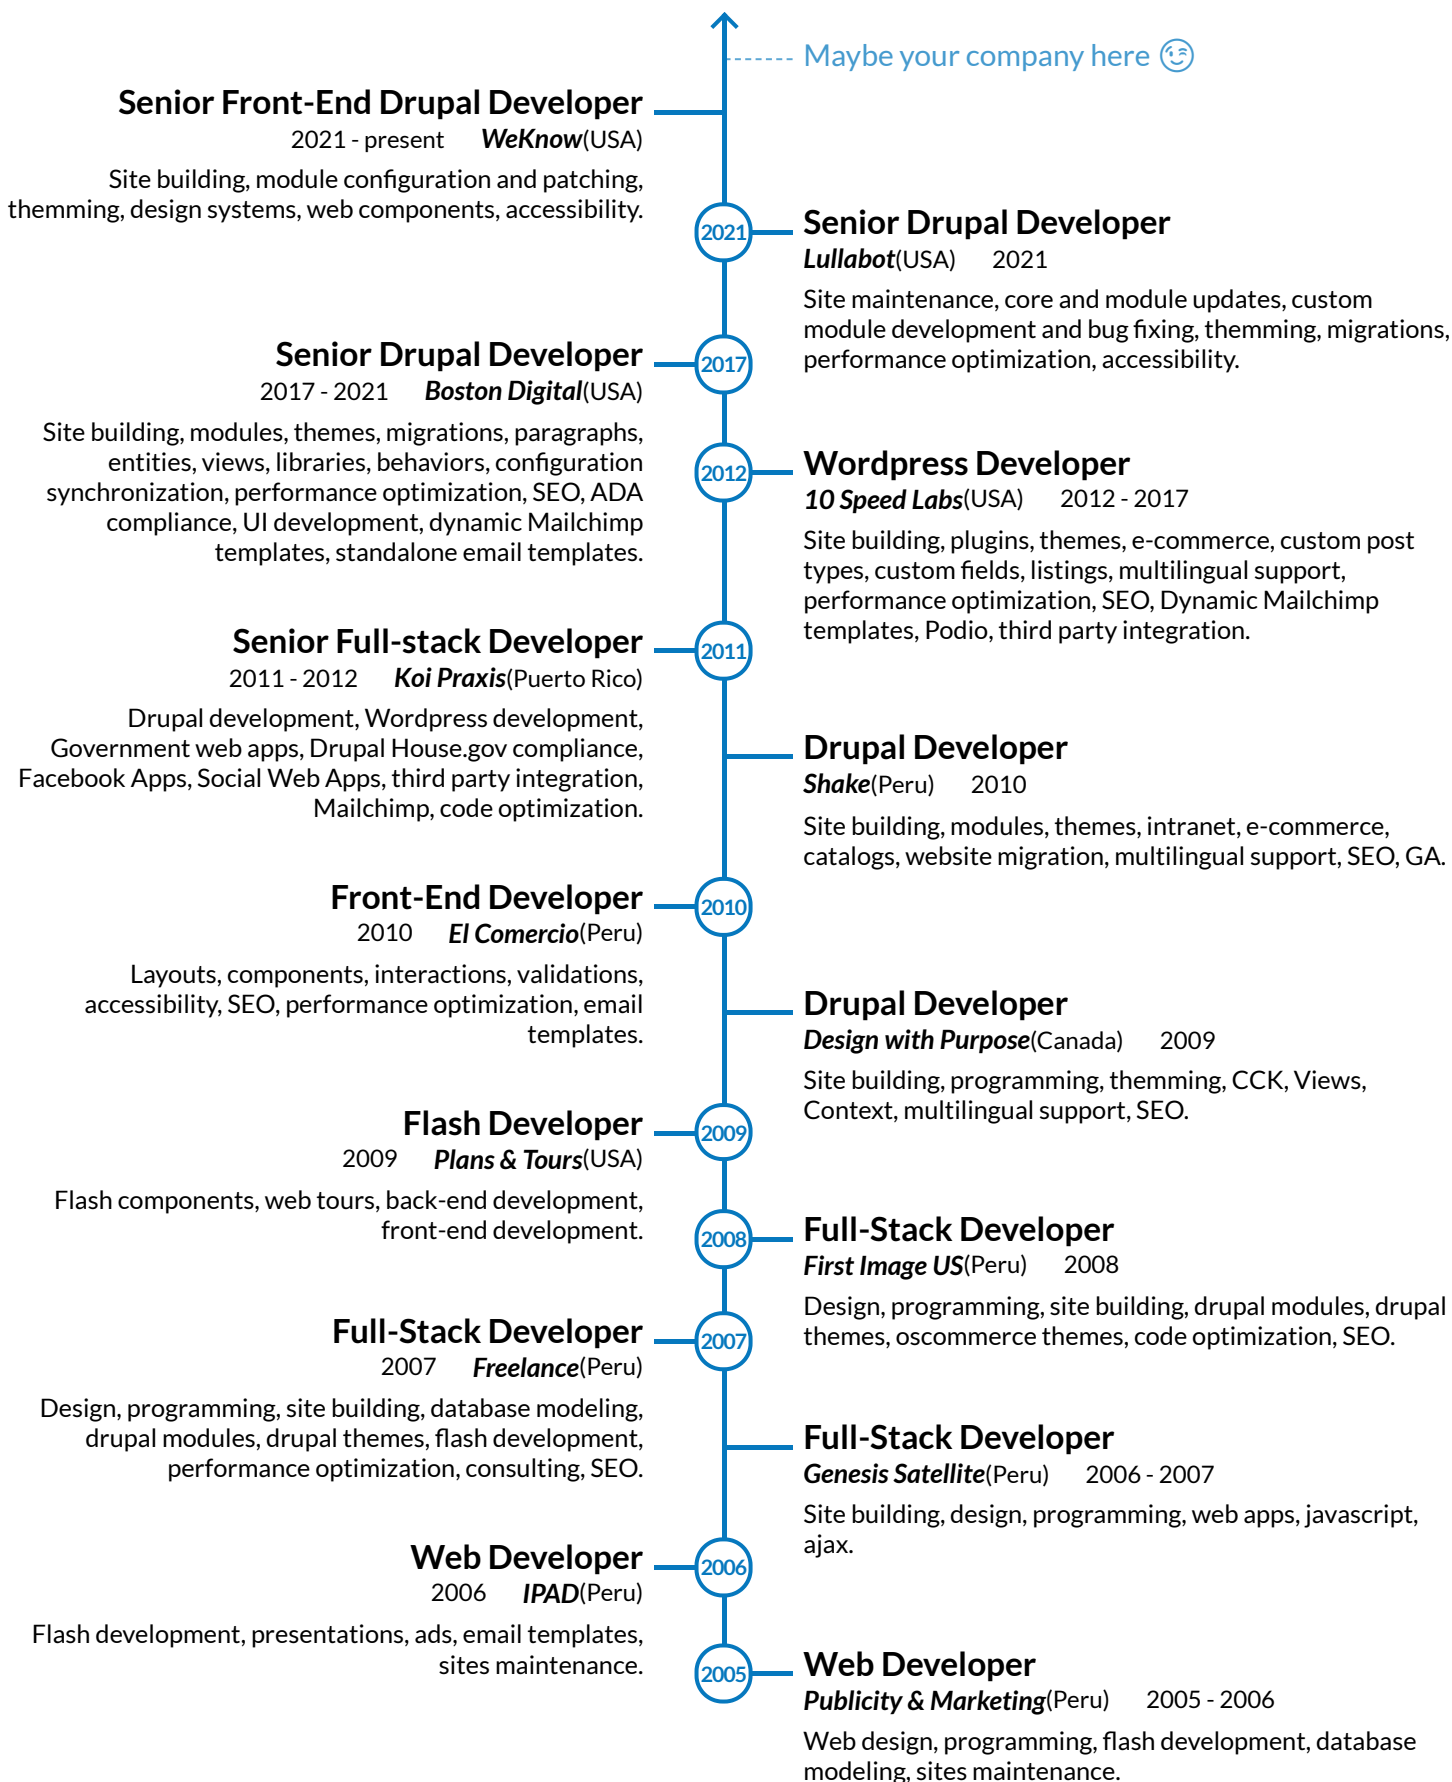 Maybe your company here
Senior Front-End Drupal Developer
2021 - present WeKnow(USA)
Site building, module configuration and patching,
themming, design systems, web components, accessibility.
2021
Senior Drupal Developer
Lullabot(USA) 2021
Site maintenance, core and module updates, custom
module development and bug fixing, themming, migrations,
performance optimization, accessibility.
Senior Drupal Developer
2017 - 2021 Boston Digital(USA)
Site building, modules, themes, migrations, paragraphs,
entities, views, libraries, behaviors, configuration
synchronization, performance optimization, SEO, ADA
compliance, UI development, dynamic Mailchimp
templates, standalone email templates.
2017
2012
Wordpress Developer
10 Speed Labs(USA) 2012 - 2017
Site building, plugins, themes, e-commerce, custom post
types, custom fields, listings, multilingual support,
performance optimization, SEO, Dynamic Mailchimp
templates, Podio, third party integration.
Senior Full-stack Developer
2011 - 2012 Koi Praxis(Puerto Rico)
Drupal development, Wordpress development,
Government web apps, Drupal House.gov compliance,
Facebook Apps, Social Web Apps, third party integration,
Mailchimp, code optimization.
2011
Drupal Developer
Shake(Peru) 2010
Site building, modules, themes, intranet, e-commerce,
catalogs, website migration, multilingual support, SEO, GA.
Front-End Developer
2010 El Comercio(Peru)
Layouts, components, interactions, validations,
accessibility, SEO, performance optimization, email
templates.
2010
Drupal Developer
Design with Purpose(Canada) 2009
Site building, programming, themming, CCK, Views,
Context, multilingual support, SEO.
Flash Developer
2009 Plans & Tours(USA)
Flash components, web tours, back-end development,
front-end development.
2009
2008
Full-Stack Developer
First Image US(Peru) 2008
Design, programming, site building, drupal modules, drupal
themes, oscommerce themes, code optimization, SEO.
Full-Stack Developer
2007 Freelance(Peru)
Design, programming, site building, database modeling,
drupal modules, drupal themes, flash development,
performance optimization, consulting, SEO.
2007
Full-Stack Developer
Genesis Satellite(Peru) 2006 - 2007
Site building, design, programming, web apps, javascript,
ajax.
Web Developer
2006 IPAD(Peru)
Flash development, presentations, ads, email templates,
sites maintenance.
2006
2005
Web Developer
Publicity & Marketing(Peru) 2005 - 2006
Web design, programming, flash development, database
modeling, sites maintenance.